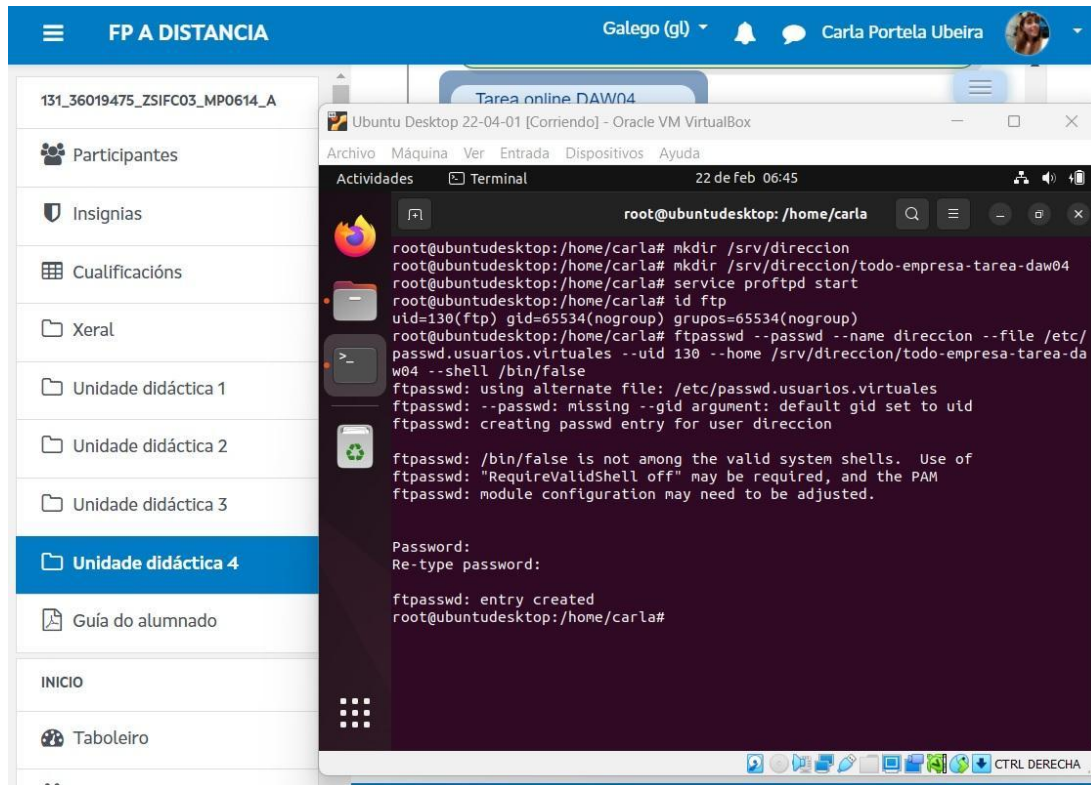 FP A DISTANCIA
Galego (gl)
Carla Portela Ubeira
131_36019475_ZSIFC03_MP0614_A
Participantes
Insignias
Cualificacións
Xeral
Unidade didáctica 1
Unidade didáctica 2
Unidade didáctica 3
Unidade didáctica 4
Guía do alumnado
INICIO
Taboleiro
Tarea online DAW04
Ubuntu Desktop 22-04-01 [Corriendo] - Oracle VM VirtualBox
Archivo Máquina Ver Entrada Dispositivos Ayuda
Actividades Terminal 22 de feb 06:45
root@ubuntudesktop: /home/carla
root@ubuntudesktop:/home/carla# mkdir /srv/direccion
root@ubuntudesktop:/home/carla# mkdir /srv/direccion/todo-empresa-tarea-daw04
root@ubuntudesktop:/home/carla# service proftpd start
root@ubuntudesktop:/home/carla# id ftp
uid=130(ftp) gid=65534(nogroup) grupos=65534(nogroup)
root@ubuntudesktop:/home/carla# ftpasswd --passwd --name direccion --file /etc/
passwd.usuarios.virtuales --uid 130 --home /srv/direccion/todo-empresa-tarea-da
w04 --shell /bin/false
ftpasswd: using alternate file: /etc/passwd.usuarios.virtuales
ftpasswd: --passwd: missing --gid argument: default gid set to uid
ftpasswd: creating passwd entry for user direccion
ftpasswd: /bin/false is not among the valid system shells.  Use of
ftpasswd: "RequireValidShell off" may be required, and the PAM
ftpasswd: module configuration may need to be adjusted.
Password:
Re-type password:
ftpasswd: entry created
root@ubuntudesktop:/home/carla#
CTRL DERECHA